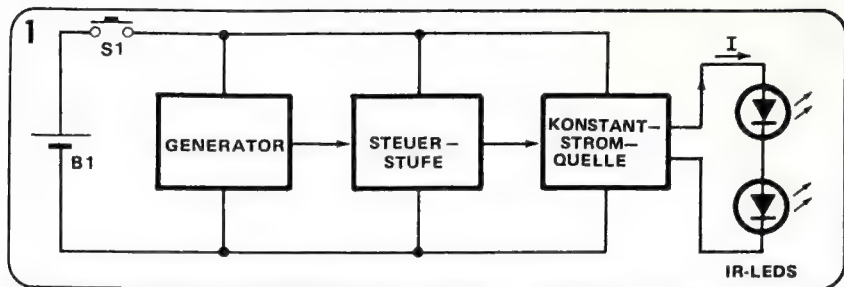 1
S1
B1
GENERATOR
STEUER-
STUFE
KONSTANT-
STROM-
QUELLE
I
IR-LEDS